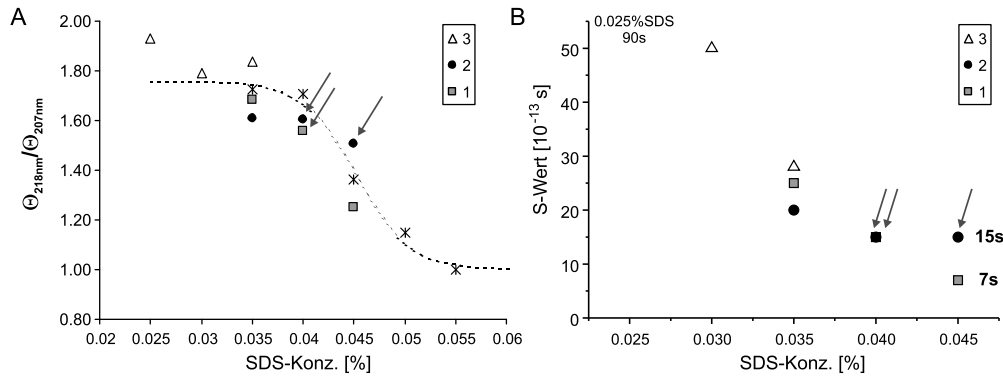 A
2.00
1.80
1.60
1.40
1.20
1.00
0.80
Θ218nm/Θ207nm
0.02 0.025 0.03 0.035 0.04 0.045 0.05 0.055 0.06
SDS-Konz. [%]
3
2
1
B
0.025%SDS
90s
50
40
30
20
10
0
S-Wert [10-13 s]
0.025 0.030 0.035 0.040 0.045
SDS-Konz. [%]
3
2
1
15s
7s